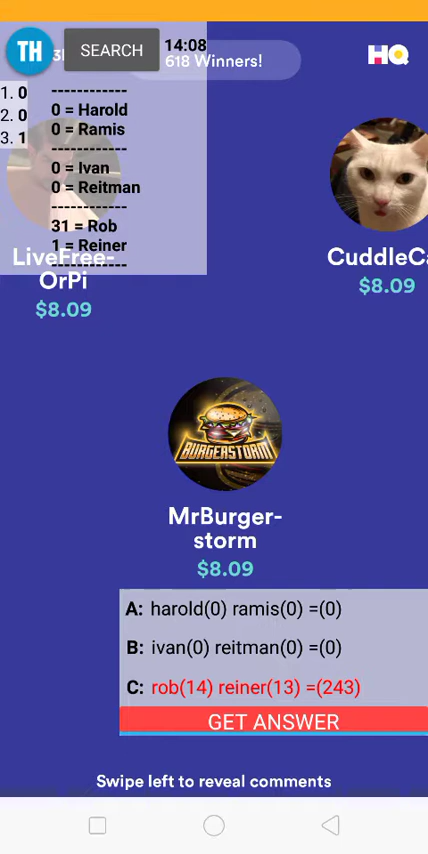 TH
SEARCH
14:08
618 Winners!
HQ
1. 0
2. 0
3. 1
------------
0 = Harold
0 = Ramis
------------
0 = Ivan
0 = Reitman
------------
31 = Rob
1 = Reiner
------------
LiveFree-
OrPi
$8.09
CuddleCa
$8.09
BURGERSTORM
MrBurger-
storm
$8.09
A: harold(0) ramis(0) =(0)
B: ivan(0) reitman(0) =(0)
C: rob(14) reiner(13) =(243)
GET ANSWER
Swipe left to reveal comments